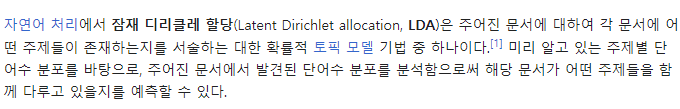 자연어 처리에서 잠재 디리클레 할당(Latent Dirichlet allocation, LDA)은 주어진 문서에 대하여 각 문서에 어
떤 주제들이 존재하는지를 서술하는 대한 확률적 토픽 모델 기법 중 하나이다.[1] 미리 알고 있는 주제별 단
어수 분포를 바탕으로, 주어진 문서에서 발견된 단어수 분포를 분석함으로써 해당 문서가 어떤 주제들을 함
께 다루고 있을지를 예측할 수 있다.